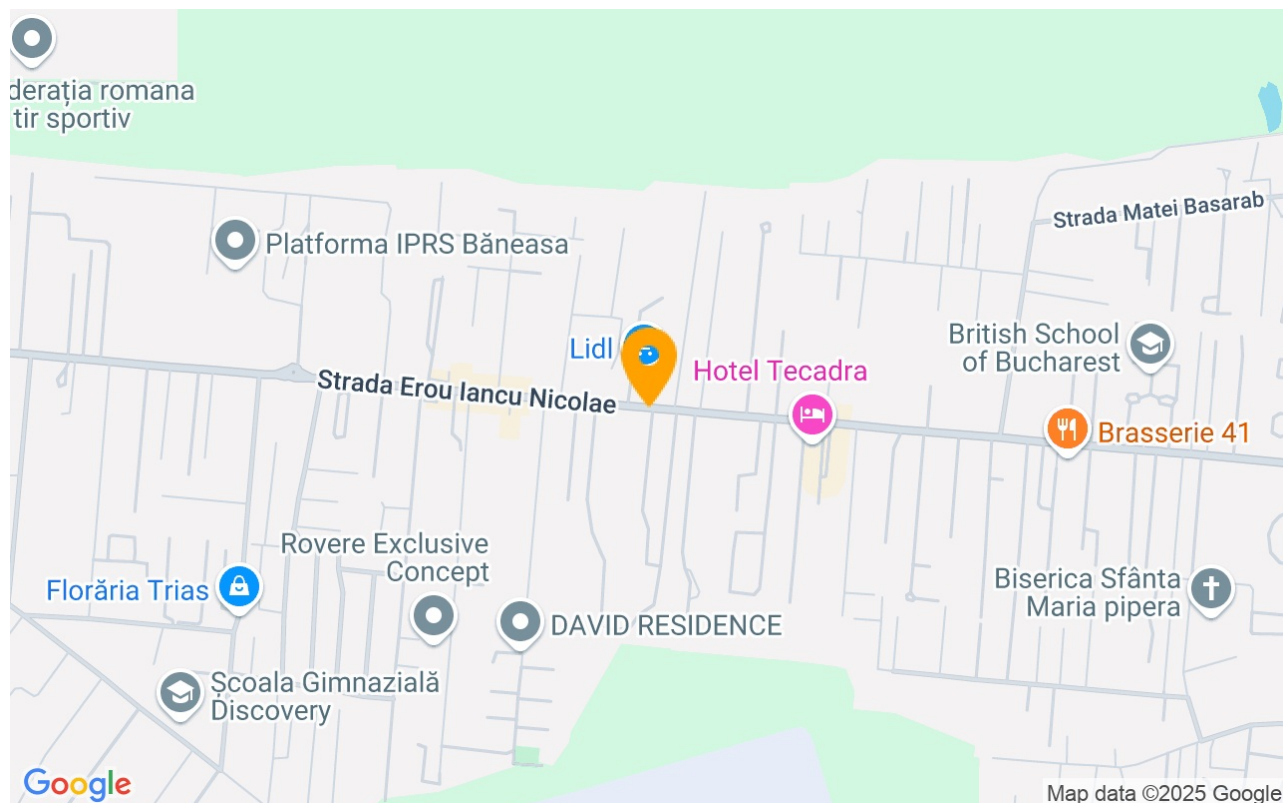 derația romana
tir sportiv
Strada Matei Basarab
Platforma IPRS Băneasa
Lidl
British School
of Bucharest
Hotel Tecadra
Strada Erou Iancu Nicolae
Brasserie 41
Rovere Exclusive
Concept
Florăria Trias
Biserica Sfânta
Maria pipera
DAVID RESIDENCE
Școala Gimnazială
Discovery
Google
Map data ©2025 Google